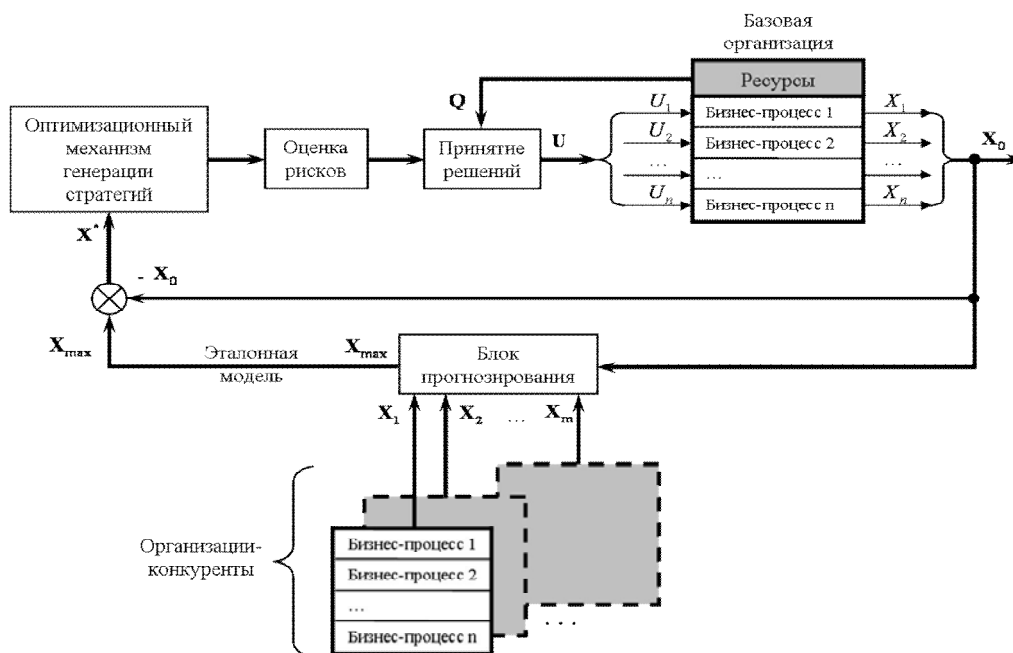 Базовая
организация
Ресурсы
Q
Оптимизационный
механизм
генерации
стратегий
Оценка
рисков
Принятие
решений
U
U₁
U₂
...
Uₙ
Бизнес-процесс 1
Бизнес-процесс 2
...
Бизнес-процесс n
X₁
X₂
...
Xₙ
X₀
X*
- X₀
Xmax
Эталонная
модель
Xmax
Блок
прогнозирования
X₁
X₂
...
Xm
Организации-
конкуренты
Бизнес-процесс 1
Бизнес-процесс 2
...
Бизнес-процесс n
...